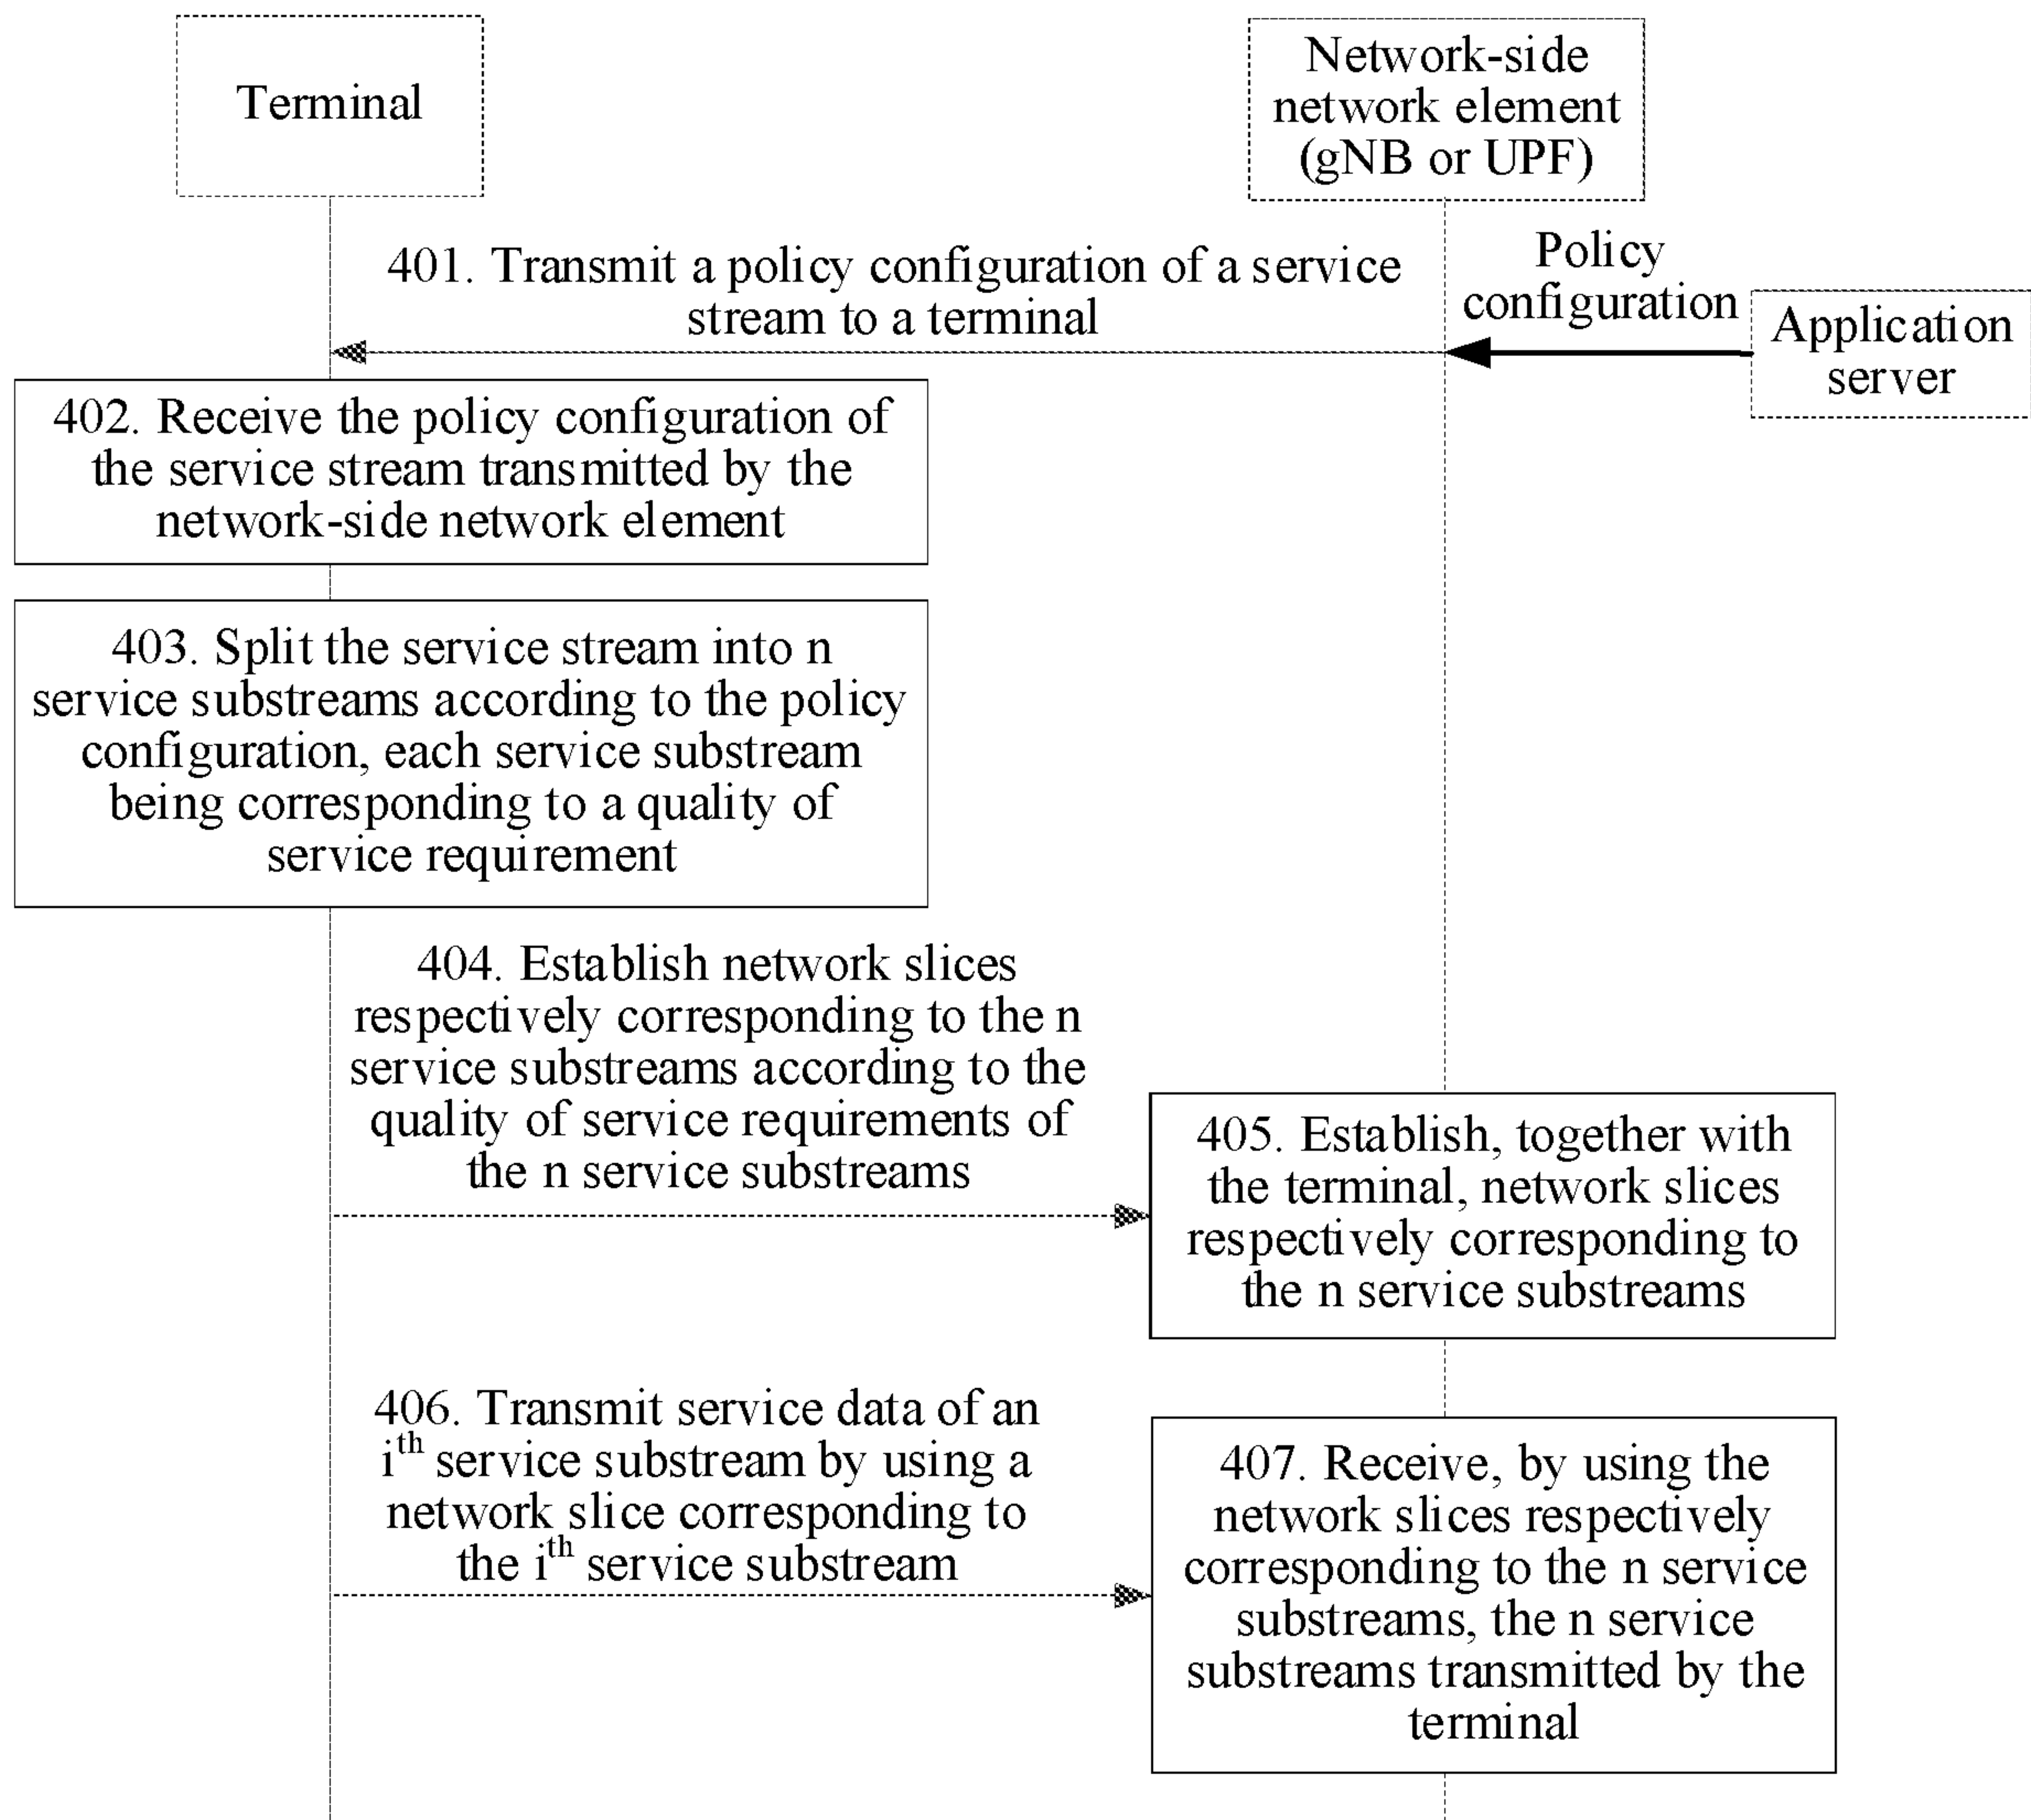 Terminal
Network-side
network element
(gNB or UPF)
401. Transmit a policy configuration of a service
stream to a terminal
Policy
configuration
Application
server
402. Receive the policy configuration of
the service stream transmitted by the
network-side network element
403. Split the service stream into n
service substreams according to the policy
configuration, each service substream
being corresponding to a quality of
service requirement
404. Establish network slices
respectively corresponding to the n
service substreams according to the
quality of service requirements of
the n service substreams
405. Establish, together with
the terminal, network slices
respectively corresponding to
the n service substreams
406. Transmit service data of an
i^th service substream by using a
network slice corresponding to
the i^th service substream
407. Receive, by using the
network slices respectively
corresponding to the n service
substreams, the n service
substreams transmitted by the
terminal